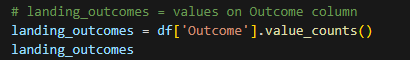 # landing_outcomes = values on Outcome column
landing_outcomes = df['Outcome'].value_counts()
landing_outcomes